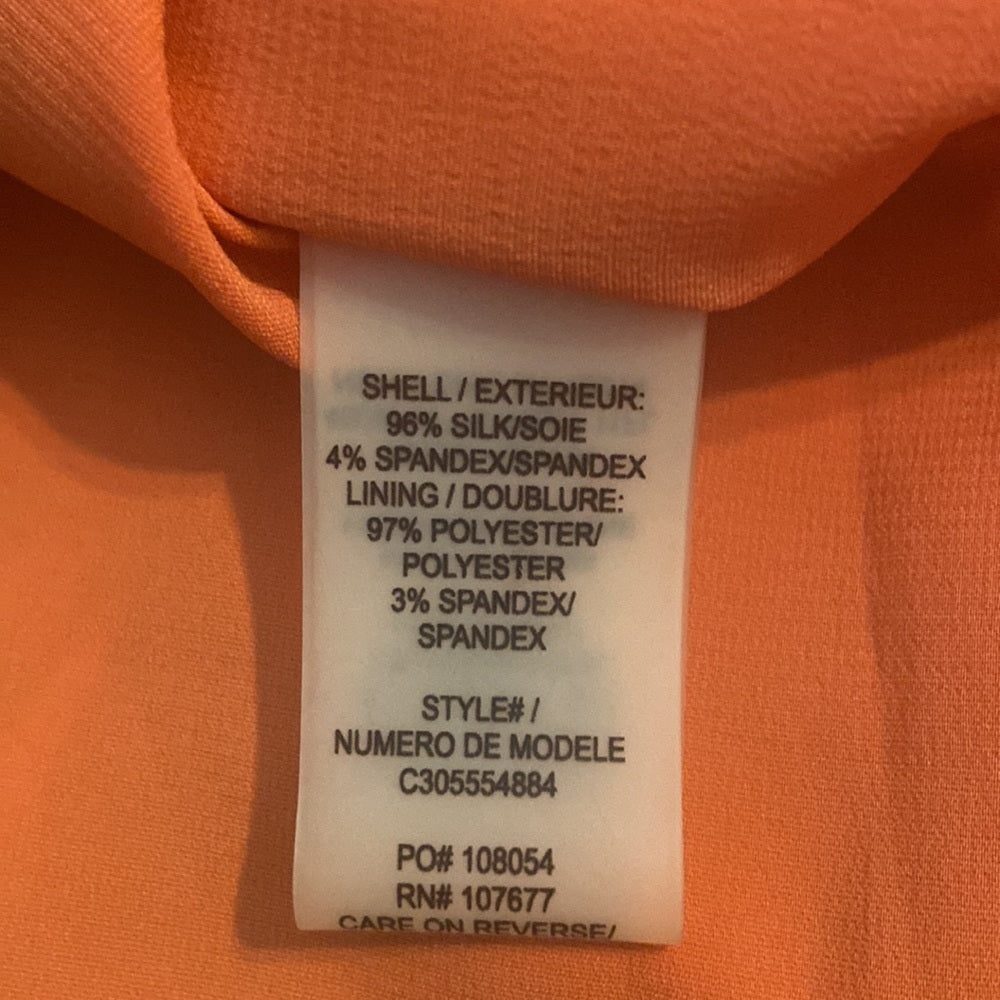 SHELL / EXTERIEUR:
96% SILK/SOIE
4% SPANDEX/SPANDEX
LINING / DOUBLURE:
97% POLYESTER/
POLYESTER
3% SPANDEX/
SPANDEX
STYLE# /
NUMERO DE MODELE
C305554884
PO# 108054
RN# 107677
CARE ON REVERSE/